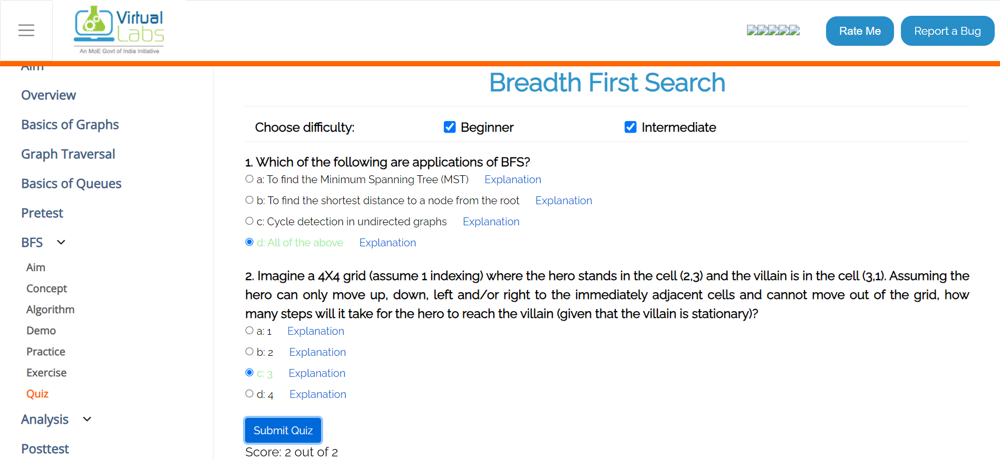 Virtual
Labs
An MoE Govt of India Initiative
Rate Me
Report a Bug
Aim
Overview
Basics of Graphs
Graph Traversal
Basics of Queues
Pretest
BFS
Aim
Concept
Algorithm
Demo
Practice
Exercise
Quiz
Analysis
Posttest
Breadth First Search
Choose difficulty:
Beginner
Intermediate
1. Which of the following are applications of BFS?
a: To find the Minimum Spanning Tree (MST) Explanation
b: To find the shortest distance to a node from the root Explanation
c: Cycle detection in undirected graphs Explanation
d: All of the above Explanation
2. Imagine a 4X4 grid (assume 1 indexing) where the hero stands in the cell (2,3) and the villain is in the cell (3,1). Assuming the
hero can only move up, down, left and/or right to the immediately adjacent cells and cannot move out of the grid, how
many steps will it take for the hero to reach the villain (given that the villain is stationary)?
a: 1 Explanation
b: 2 Explanation
c: 3 Explanation
d: 4 Explanation
Submit Quiz
Score: 2 out of 2